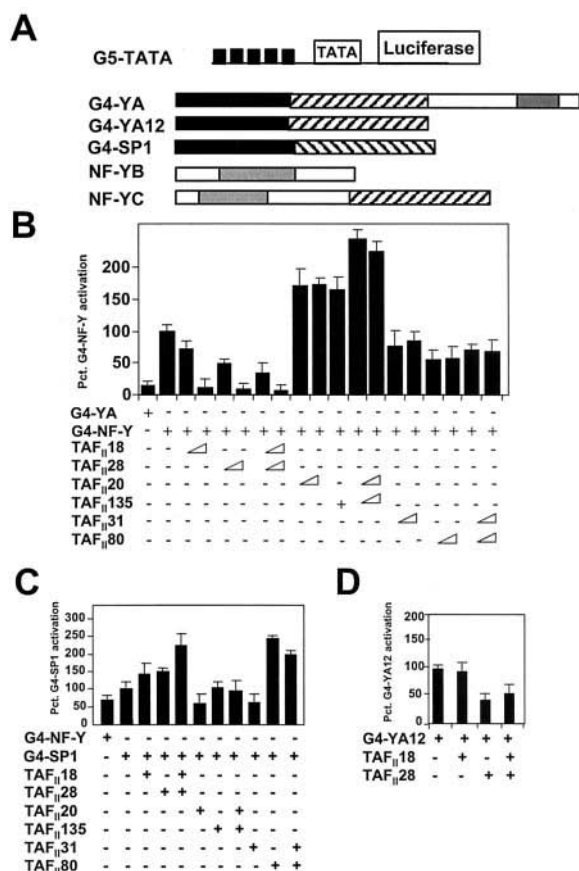 A
G5-TATA TATA Luciferase
G4-YA
G4-YA12
G4-SP1
NF-YB
NF-YC
B
Pct. G4-NF-Y activation
200
150
100
50
0
G4-YA + - - - - - - - - - - - - - - - - - -
G4-NF-Y - + + + + + + + + + + + + + + + + + +
TAFII18 - - - - - - - - - - - - - - -
TAFII28 - - - - - - - - - - - - - - -
TAFII20 - - - - - - - - - - - - - - -
TAFII135 - - - - - - - - - - + - - - - - -
TAFII31 - - - - - - - - - - - - - - -
TAFII80 - - - - - - - - - - - - - - -
C
Pct. G4-SP1 activation
300
250
200
150
100
50
0
G4-NF-Y + - - - - - - - - - -
G4-SP1 - + + + + + + + + + +
TAFII18 - - + - + - - - - - -
TAFII28 - - - + + - - - - - -
TAFII20 - - - - - + - + - - -
TAFII135 - - - - - - + + - - -
TAFII31 - - - - - - - - + - +
TAFII80 - - - - - - - - - + +
D
Pct. G4-YA12 activation
200
150
100
50
0
G4-YA12 + + + +
TAFII18 - + - +
TAFII28 - - + +